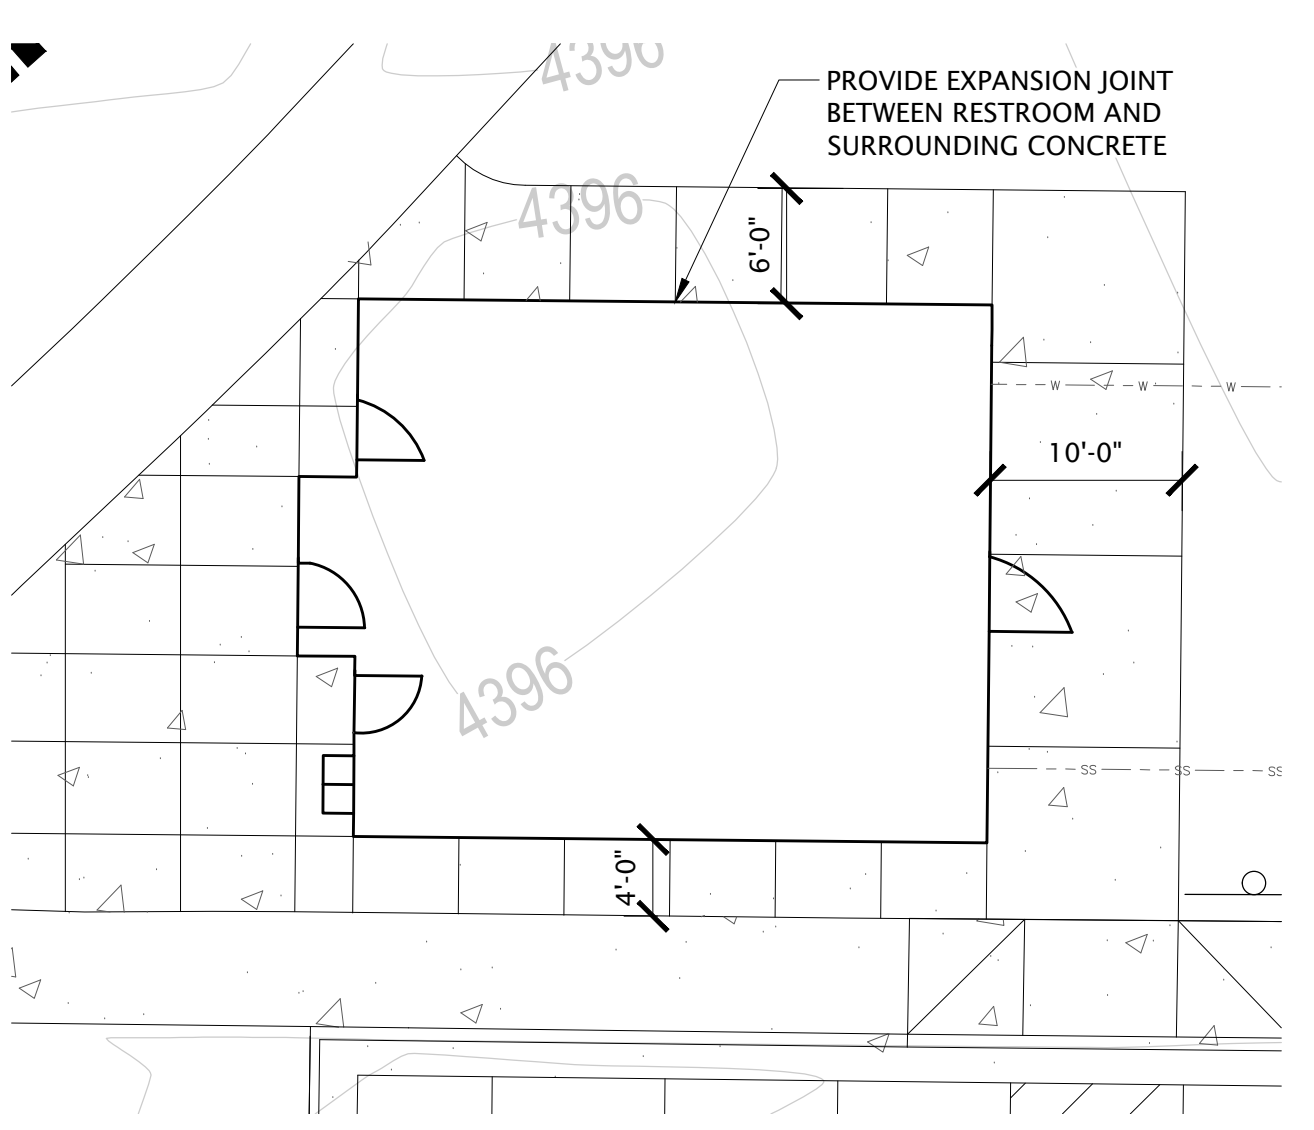 4396
PROVIDE EXPANSION JOINT
BETWEEN RESTROOM AND
SURROUNDING CONCRETE
4396
6'-0"
W W W
10'-0"
4396
SS SS SS
4'-0"